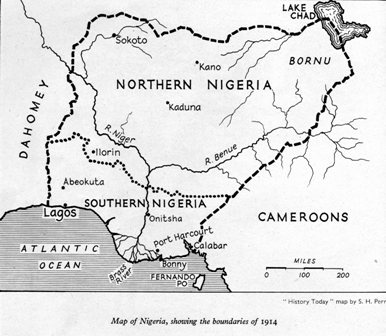 LAKE
CHAD
Sokoto
BORNU
Kano
NORTHERN NIGERIA
Kaduna
DAHOMEY
R. Niger
R. Benue
Ilorin
Abeokuta
SOUTHERN NIGERIA
Lagos
Onitsha
CAMEROONS
Port Harcourt
Calabar
ATLANTIC
OCEAN
Bonny
Brass
River
FERNANDO
PO
MILES
0 50 100 200
"History Today" map by S. H. Perr
Map of Nigeria, showing the boundaries of 1914